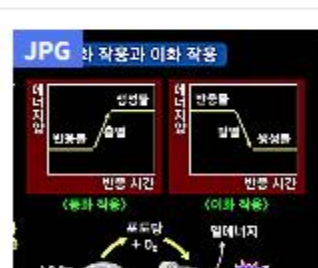 JPG
화 작용과 이화 작용
에너지량
생성물
반응물
흡열
반응 시간
에너지량
반응물
발열
생성물
반응 시간
(동화 작용)
(이화 작용)
포도당
+ O₂
열에너지